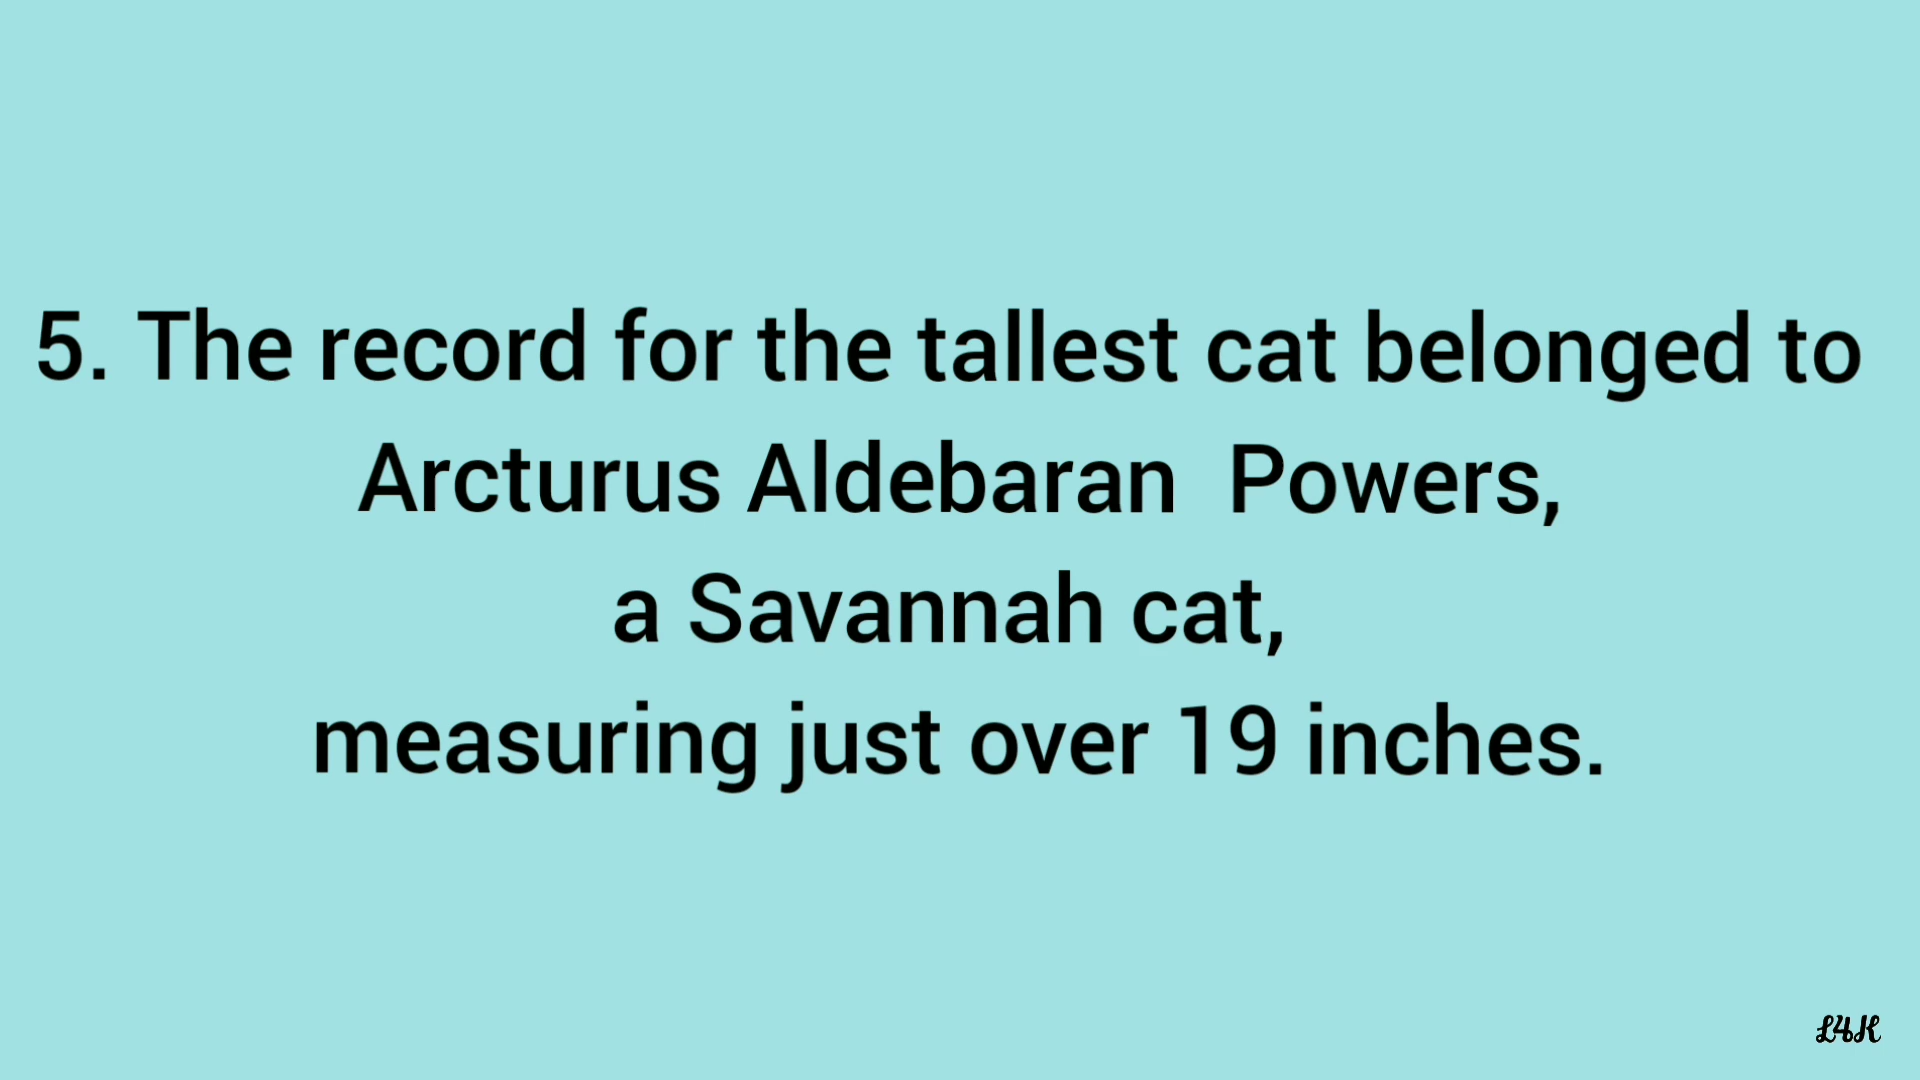 5. The record for the tallest cat belonged to
Arcturus Aldebaran  Powers,
a Savannah cat,
measuring just over 19 inches.
L4K